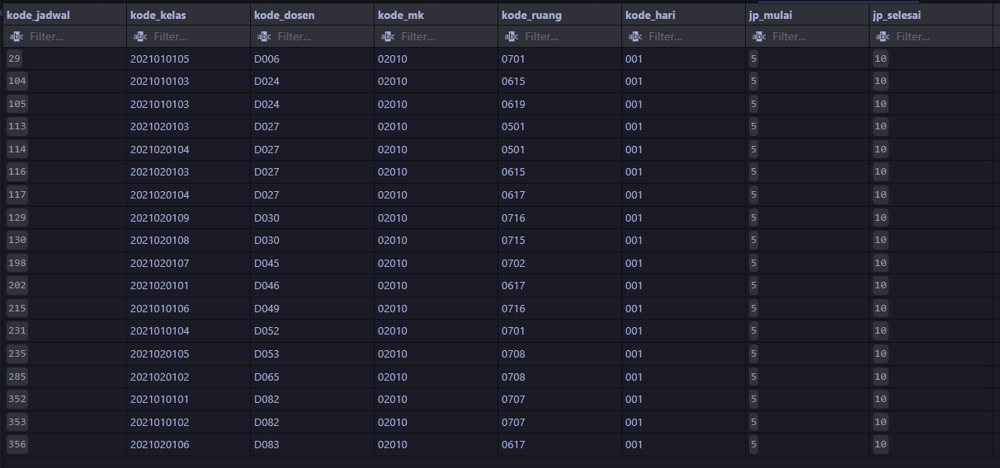 kode_jadwal kode_kelas kode_dosen kode_mk kode_ruang kode_hari jp_mulai jp_selesai
aBc Filter... aBc Filter... aBc Filter... aBc Filter... aBc Filter... aBc Filter... aBc Filter... aBc Filter...
29 2021010105 D006 02010 0701 001 5 10
104 2021010103 D024 02010 0615 001 5 10
105 2021010103 D024 02010 0619 001 5 10
113 2021020103 D027 02010 0501 001 5 10
114 2021020104 D027 02010 0501 001 5 10
116 2021020103 D027 02010 0615 001 5 10
117 2021020104 D027 02010 0617 001 5 10
129 2021020109 D030 02010 0716 001 5 10
130 2021020108 D030 02010 0715 001 5 10
198 2021020107 D045 02010 0702 001 5 10
202 2021020101 D046 02010 0617 001 5 10
215 2021010106 D049 02010 0716 001 5 10
231 2021010104 D052 02010 0701 001 5 10
235 2021020105 D053 02010 0708 001 5 10
285 2021020102 D065 02010 0708 001 5 10
352 2021010101 D082 02010 0707 001 5 10
353 2021010102 D082 02010 0707 001 5 10
356 2021020106 D083 02010 0617 001 5 10